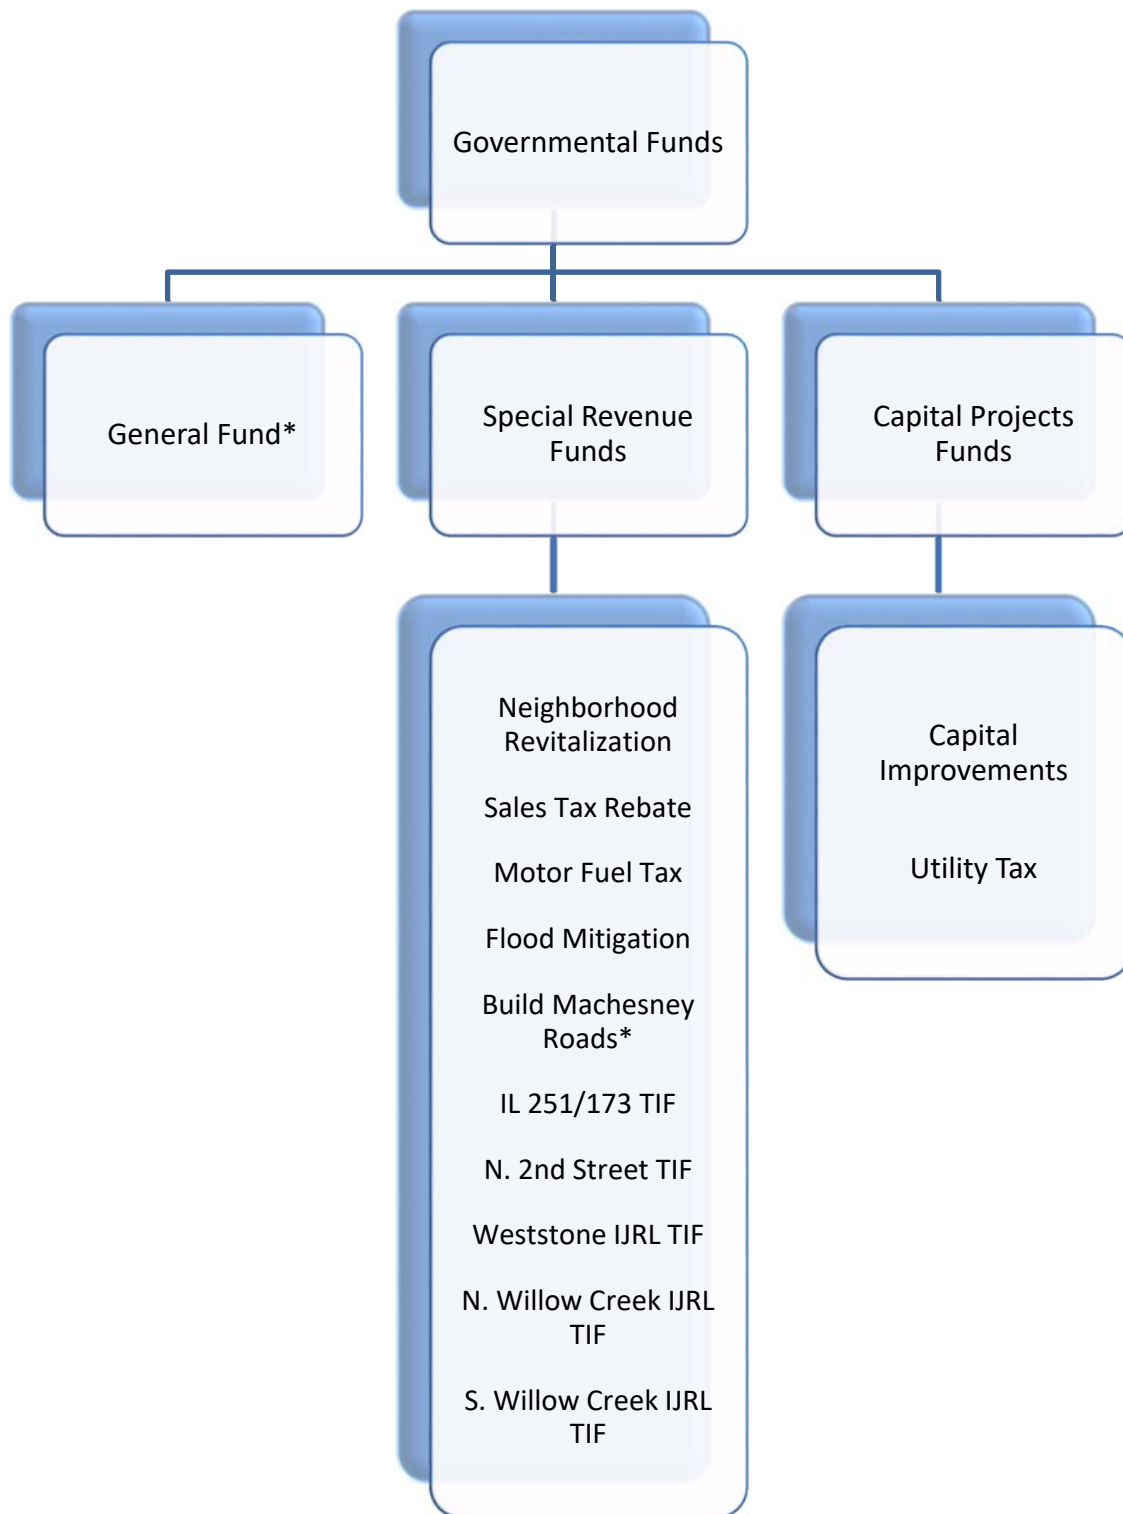 Governmental Funds
General Fund*
Special Revenue
Funds
Capital Projects
Funds
Neighborhood
Revitalization
Sales Tax Rebate
Motor Fuel Tax
Flood Mitigation
Build Machesney
Roads*
IL 251/173 TIF
N. 2nd Street TIF
Weststone IJRL TIF
N. Willow Creek IJRL
TIF
S. Willow Creek IJRL
TIF
Capital
Improvements
Utility Tax